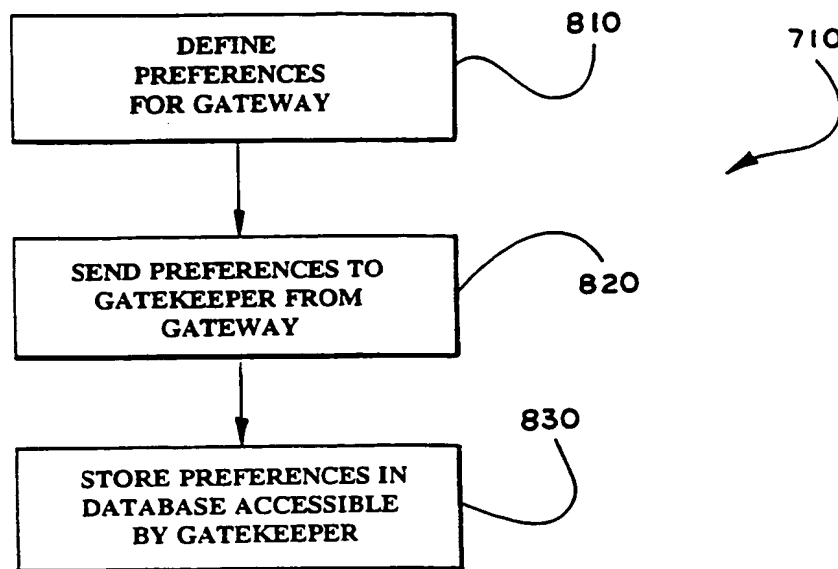 DEFINE
PREFERENCES
FOR GATEWAY
810
710
SEND PREFERENCES TO
GATEKEEPER FROM
GATEWAY
820
STORE PREFERENCES IN
DATABASE ACCESSIBLE
BY GATEKEEPER
830